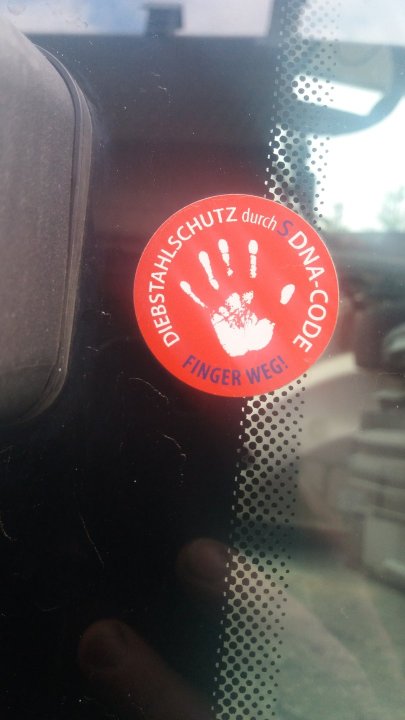 DIEBSTAHLSCHUTZ durch S DNA-CODE
FINGER WEG!